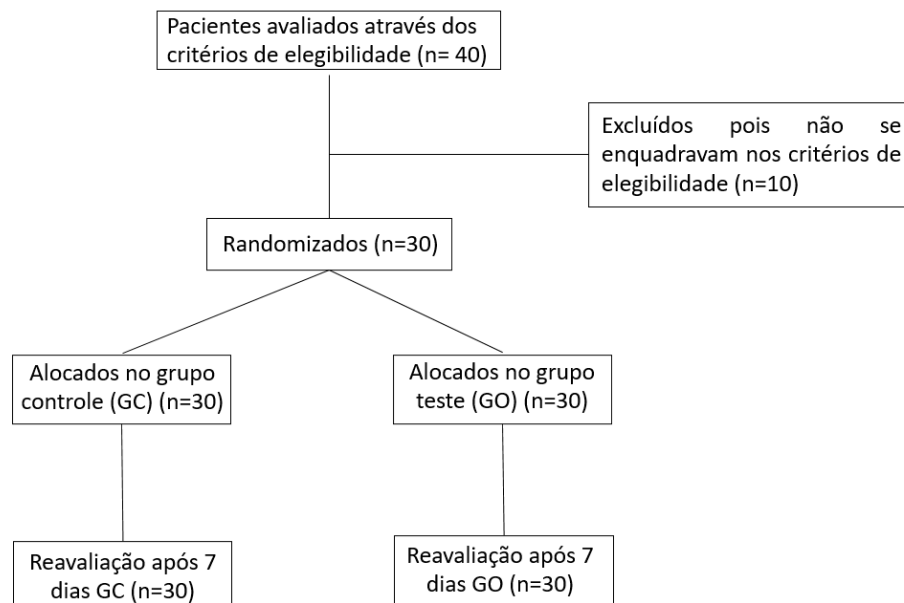 Pacientes avaliados através dos
critérios de elegibilidade (n= 40)
Excluídos pois não se
enquadravam nos critérios de
elegibilidade (n=10)
Randomizados (n=30)
Alocados no grupo
controle (GC) (n=30)
Alocados no grupo
teste (GO) (n=30)
Reavaliação após 7
dias GC (n=30)
Reavaliação após 7
dias GO (n=30)